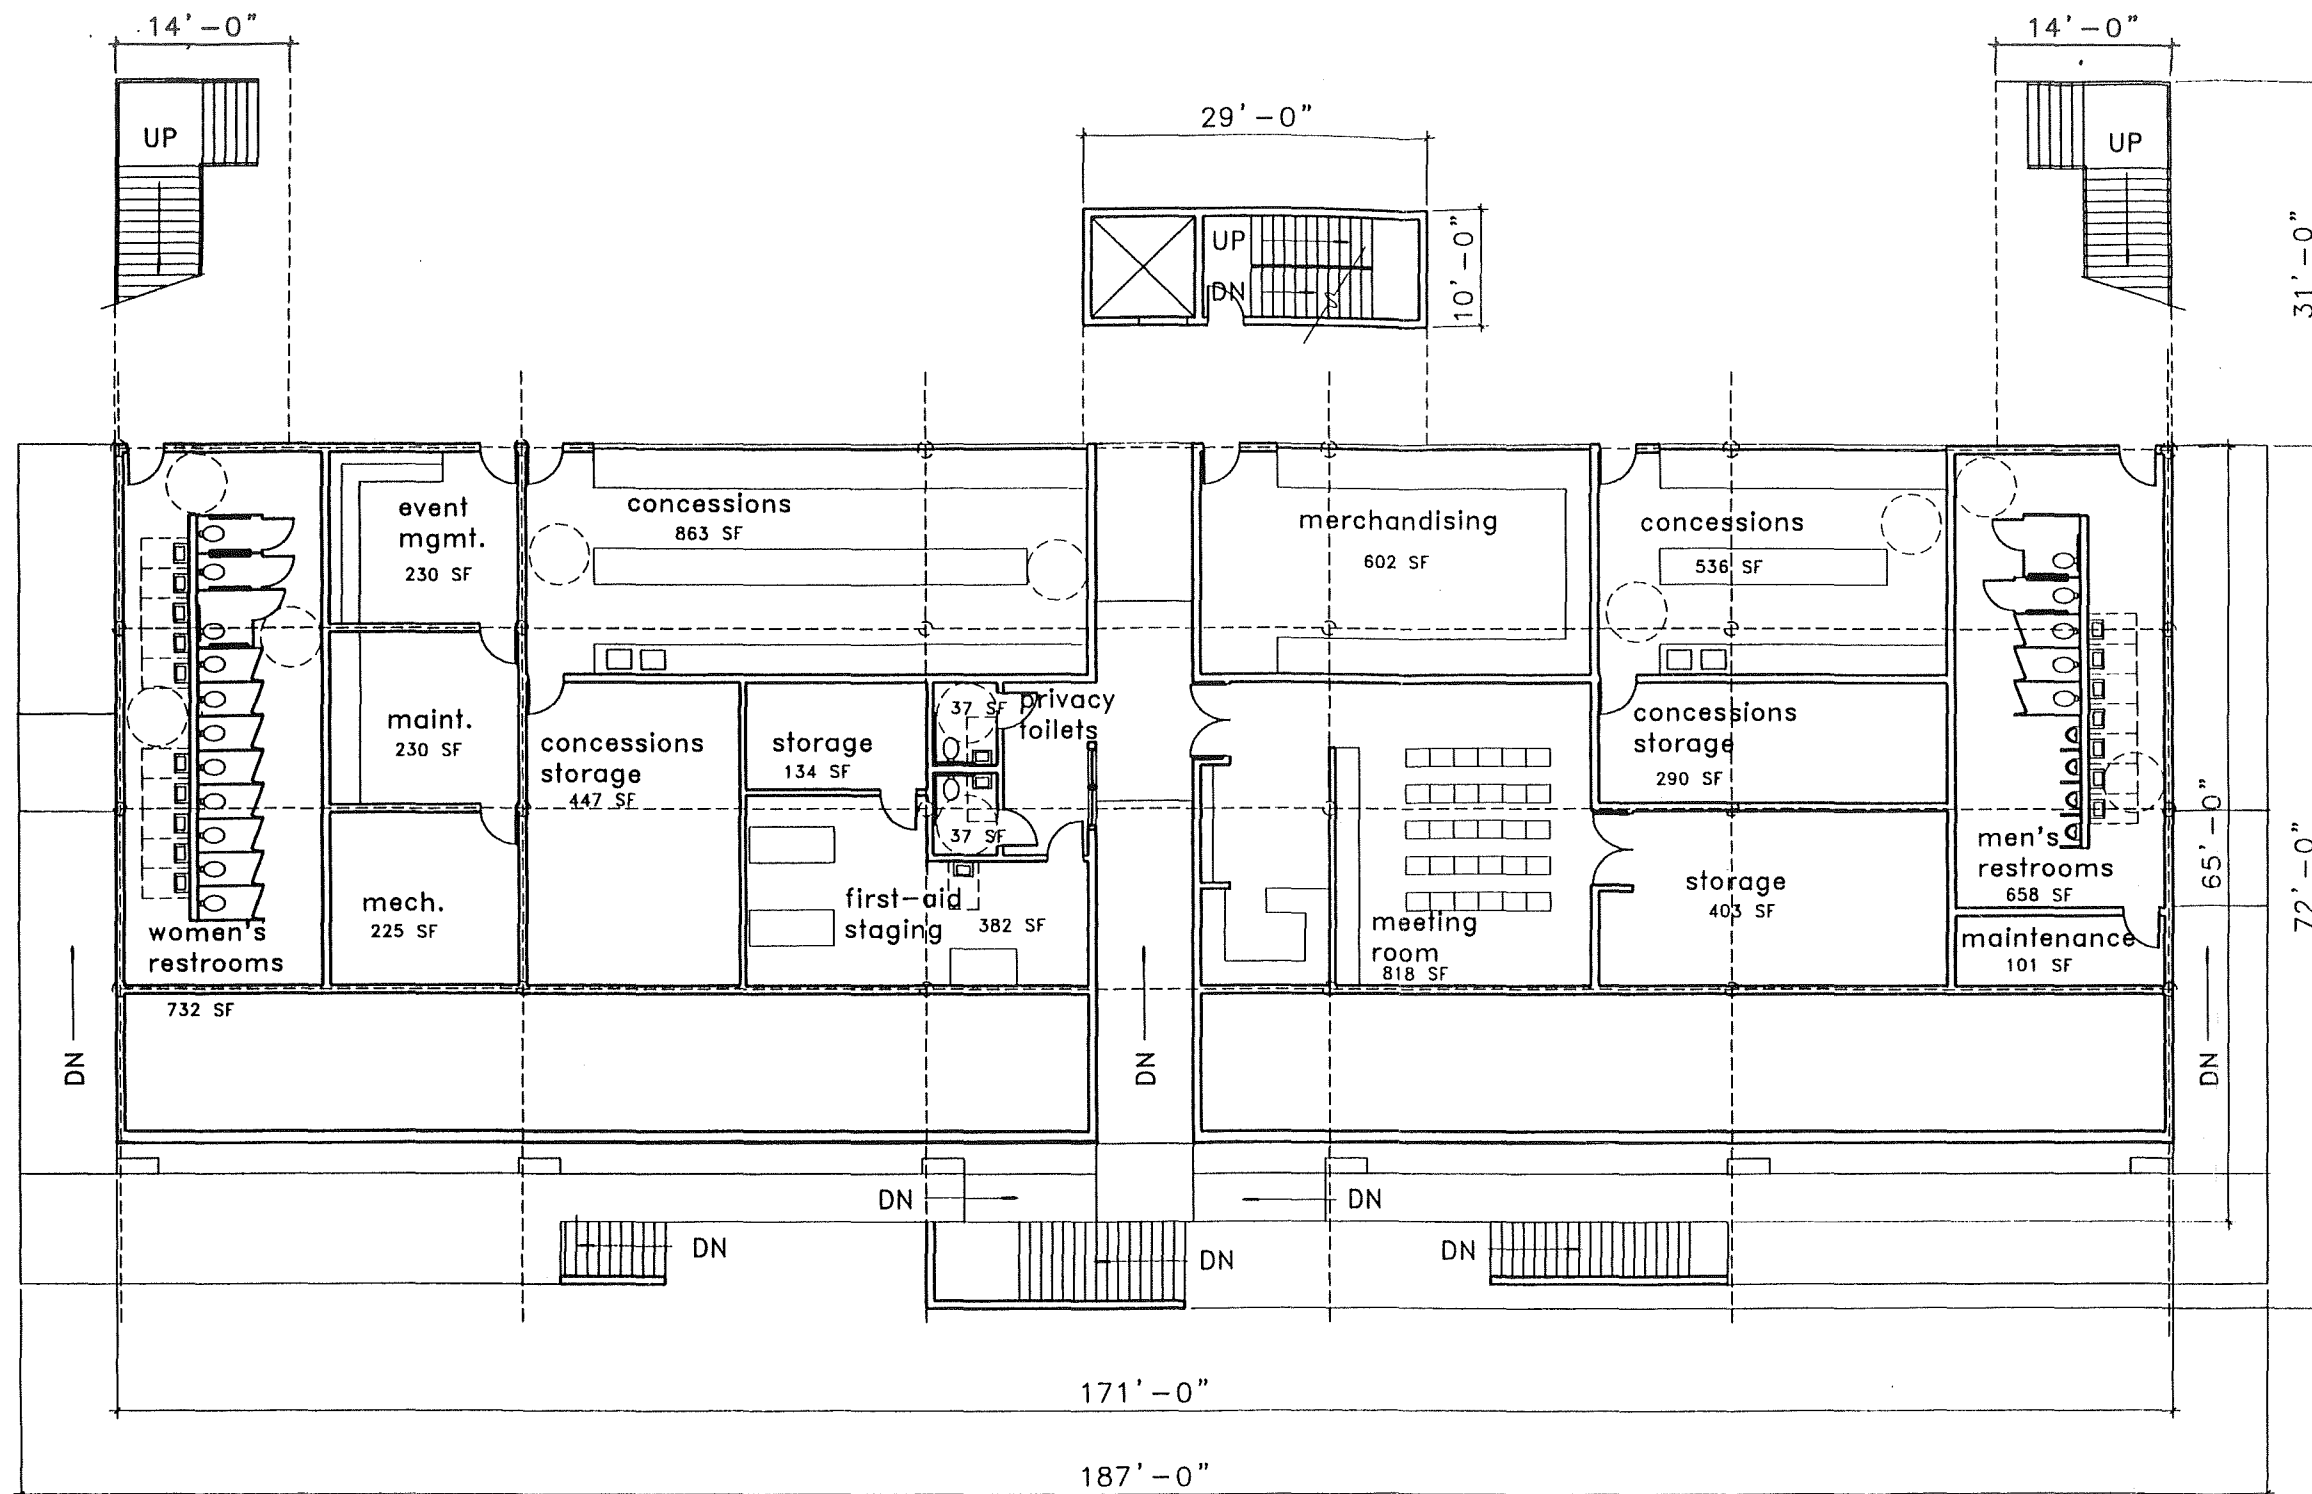 14'-0"
14'-0"
29'-0"
UP
UP
UP
DN
10'-0"
31'-0"
event
mgmt.
230 SF
concessions
863 SF
merchandising
602 SF
concessions
536 SF
maint.
230 SF
concessions
storage
447 SF
storage
134 SF
37 SF
privacy
toilets
37 SF
concessions
storage
290 SF
mech.
225 SF
first-aid
staging
382 SF
meeting
room
818 SF
storage
403 SF
men's
restrooms
658 SF
maintenance
101 SF
women's
restrooms
732 SF
65'-0"
72'-0"
DN
DN
DN
DN
DN
DN
DN
DN
171'-0"
187'-0"